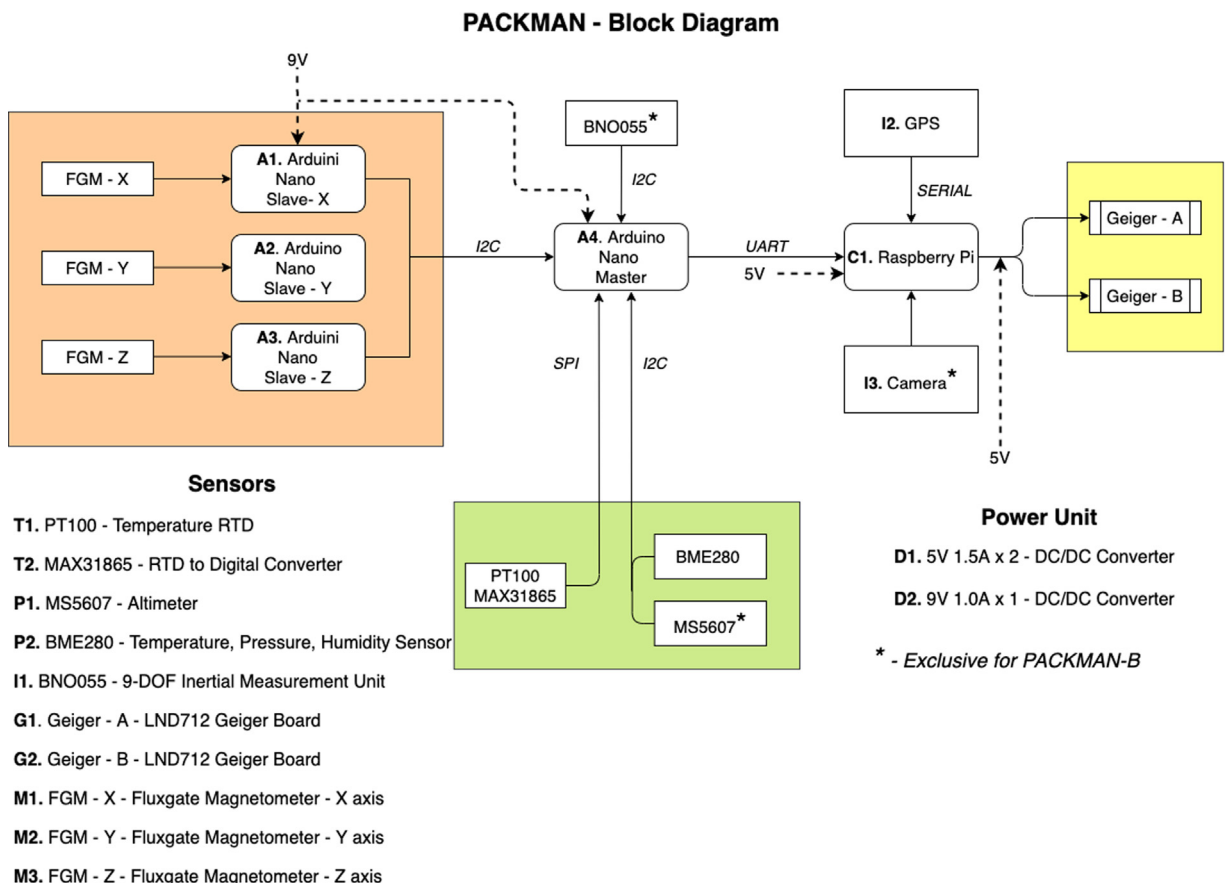 PACKMAN - Block Diagram
9V
BNO055*
I2. GPS
A1. Arduini
Nano
Slave- X
FGM - X
I2C
SERIAL
Geiger - A
A2. Arduino
Nano
Slave - Y
FGM - Y
I2C
A4. Arduino
Nano
Master
UART
5V
C1. Raspberry Pi
Geiger - B
A3. Arduini
Nano
Slave - Z
FGM - Z
SPI
I2C
I3. Camera*
5V
Sensors
T1. PT100 - Temperature RTD
T2. MAX31865 - RTD to Digital Converter
P1. MS5607 - Altimeter
P2. BME280 - Temperature, Pressure, Humidity Sensor
I1. BNO055 - 9-DOF Inertial Measurement Unit
G1. Geiger - A - LND712 Geiger Board
G2. Geiger - B - LND712 Geiger Board
M1. FGM - X - Fluxgate Magnetometer - X axis
M2. FGM - Y - Fluxgate Magnetometer - Y axis
M3. FGM - Z - Fluxgate Magnetometer - Z axis
PT100
MAX31865
BME280
MS5607*
Power Unit
D1. 5V 1.5A x 2 - DC/DC Converter
D2. 9V 1.0A x 1 - DC/DC Converter
* - Exclusive for PACKMAN-B